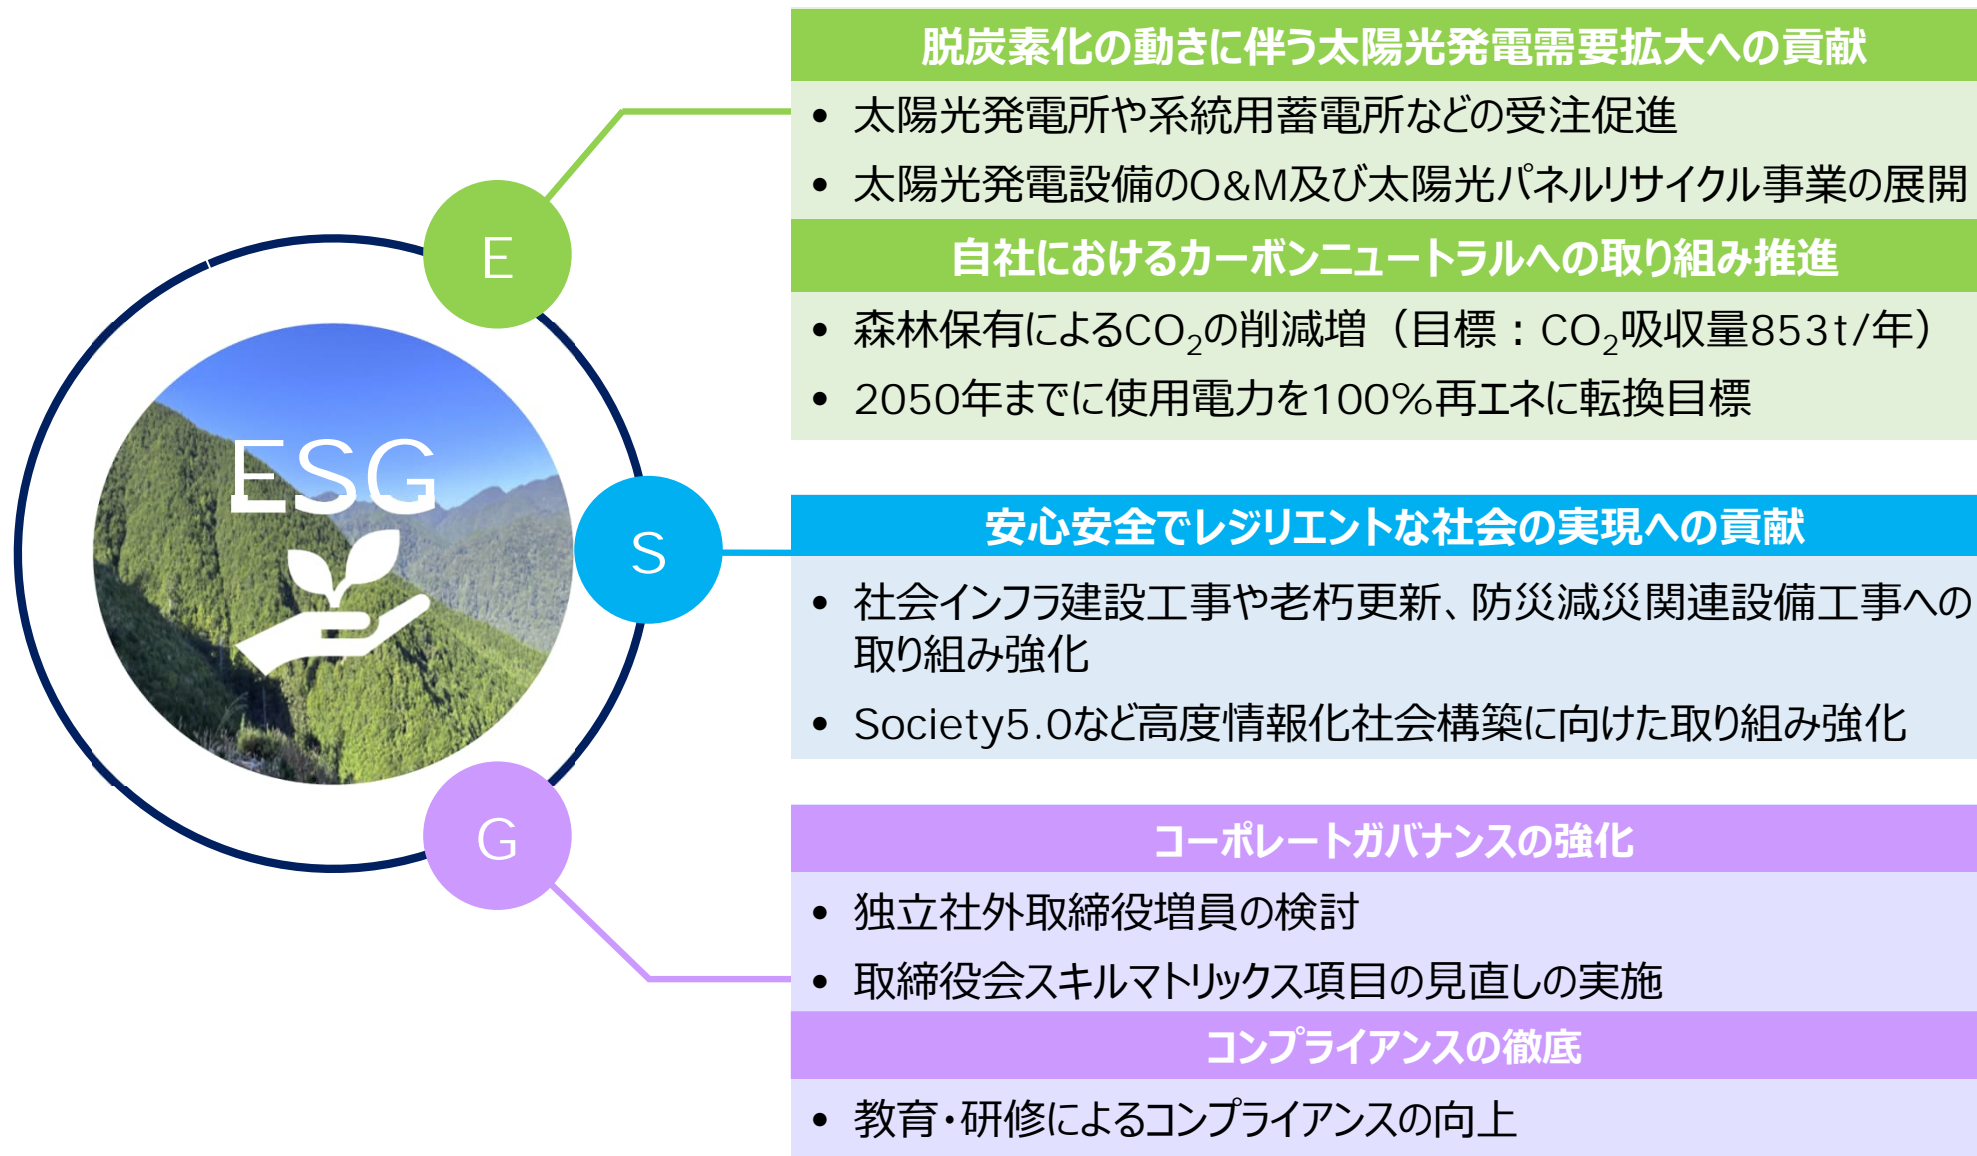 ESG
E
脱炭素化の動きに伴う太陽光発電需要拡大への貢献
• 太陽光発電所や系統用蓄電所などの受注促進
• 太陽光発電設備のO&M及び太陽光パネルリサイクル事業の展開
自社におけるカーボンニュートラルへの取り組み推進
• 森林保有によるCO₂の削減増（目標：CO₂吸収量853t/年）
• 2050年までに使用電力を100%再エネに転換目標
S
安心安全でレジリエントな社会の実現への貢献
• 社会インフラ建設工事や老朽更新、防災減災関連設備工事への
取り組み強化
• Society5.0など高度情報化社会構築に向けた取り組み強化
G
コーポレートガバナンスの強化
• 独立社外取締役増員の検討
• 取締役会スキルマトリックス項目の見直しの実施
コンプライアンスの徹底
• 教育・研修によるコンプライアンスの向上